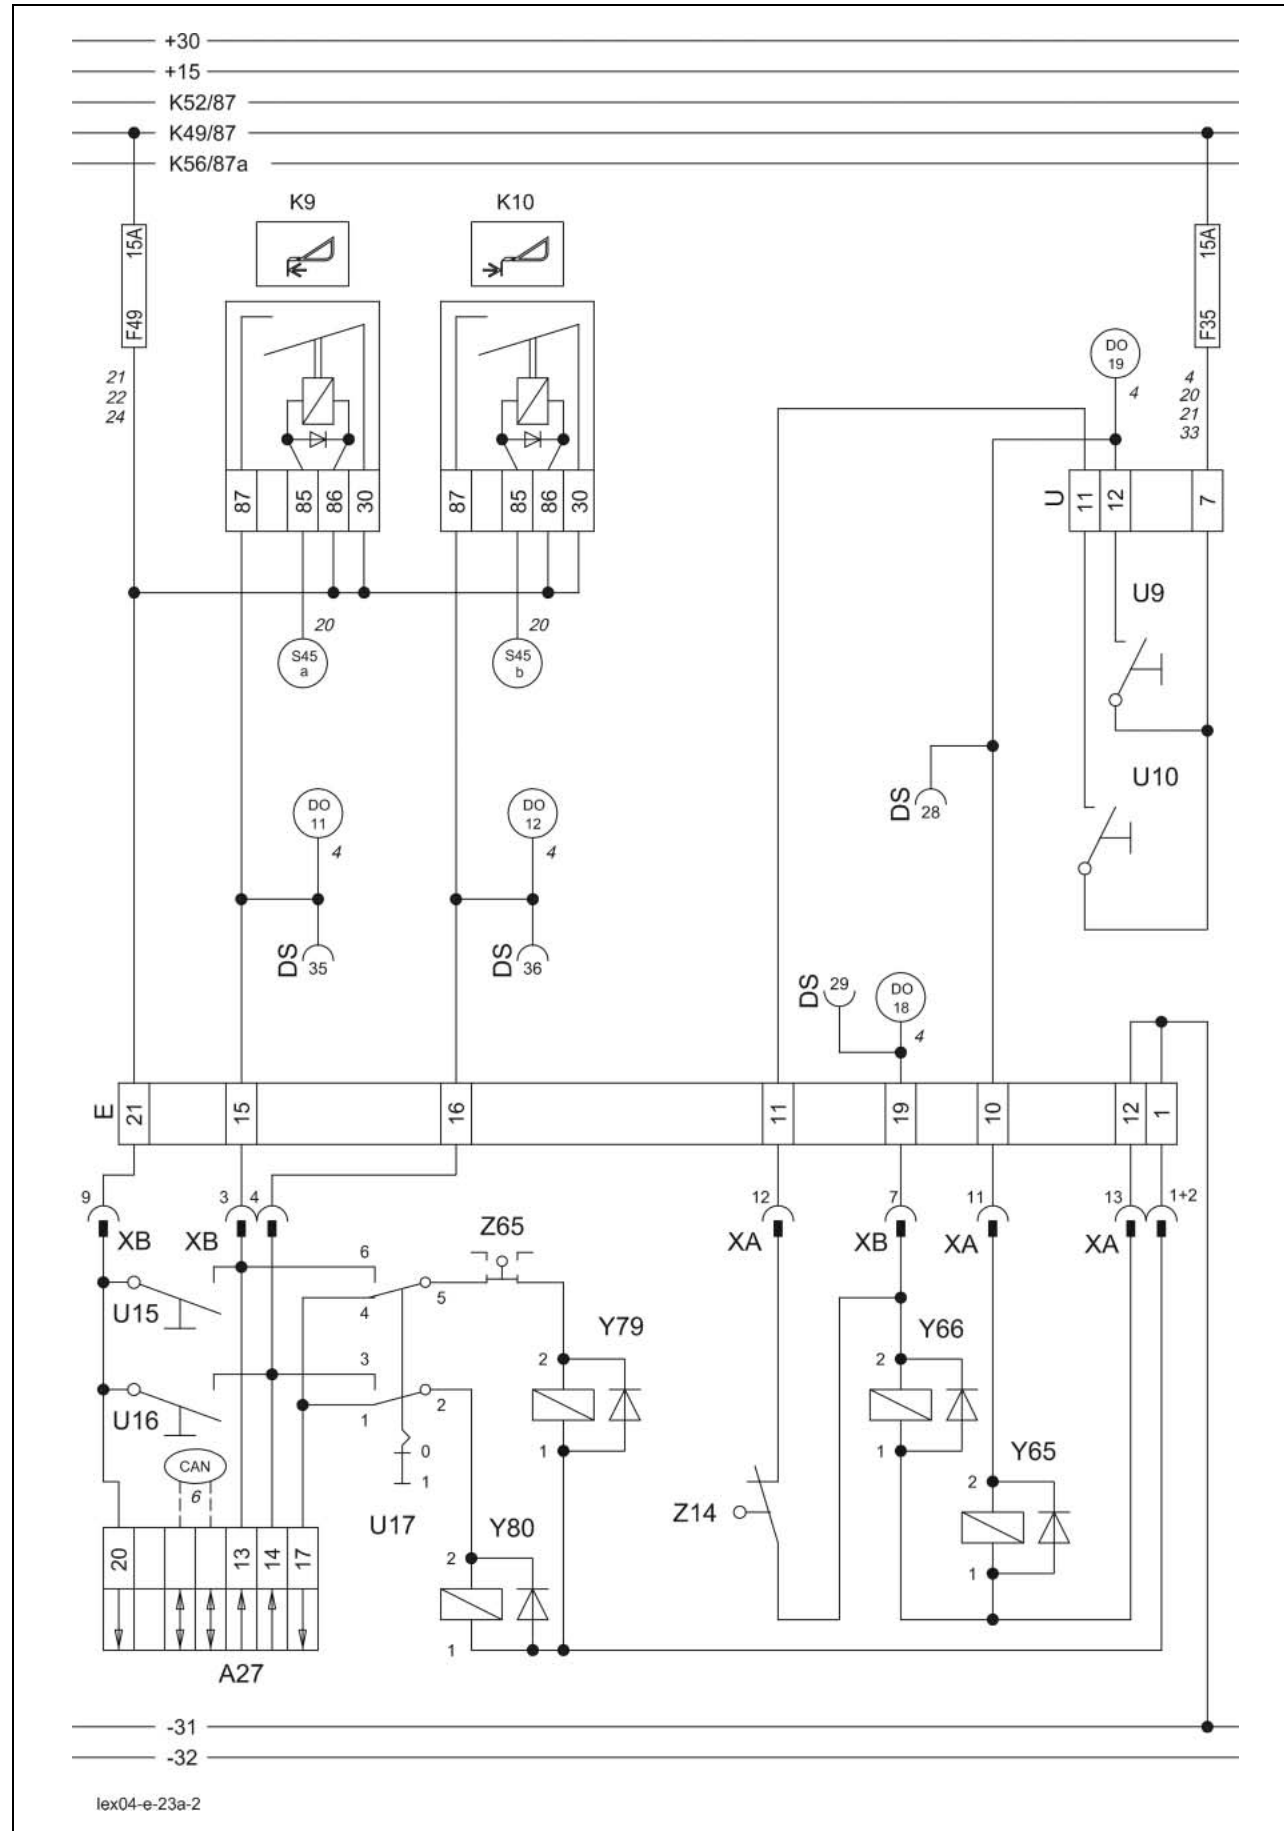 +30
+15
K52/87
K49/87
K56/87a
K9
K10
15A
F49
15A
F35
21
22
24
DO
19
4
4
20
21
33
87
85
86
30
87
85
86
30
U
11
12
7
U9
20
20
S45
a
S45
b
DO
11
DO
12
4
4
DS
28
U10
DS
35
DS
36
DS
29
DO
18
4
E
21
15
16
11
19
10
12
1
9
3
4
12
7
11
13
1+2
XB
XB
Z65
XA
XB
XA
XA
6
U15
4
5
Y79
Y66
3
2
2
U16
1
2
1
1
0
1
CAN
6
Y65
2
U17
Y80
Z14
2
1
20
13
14
17
1
A27
-31
-32
lex04-e-23a-2